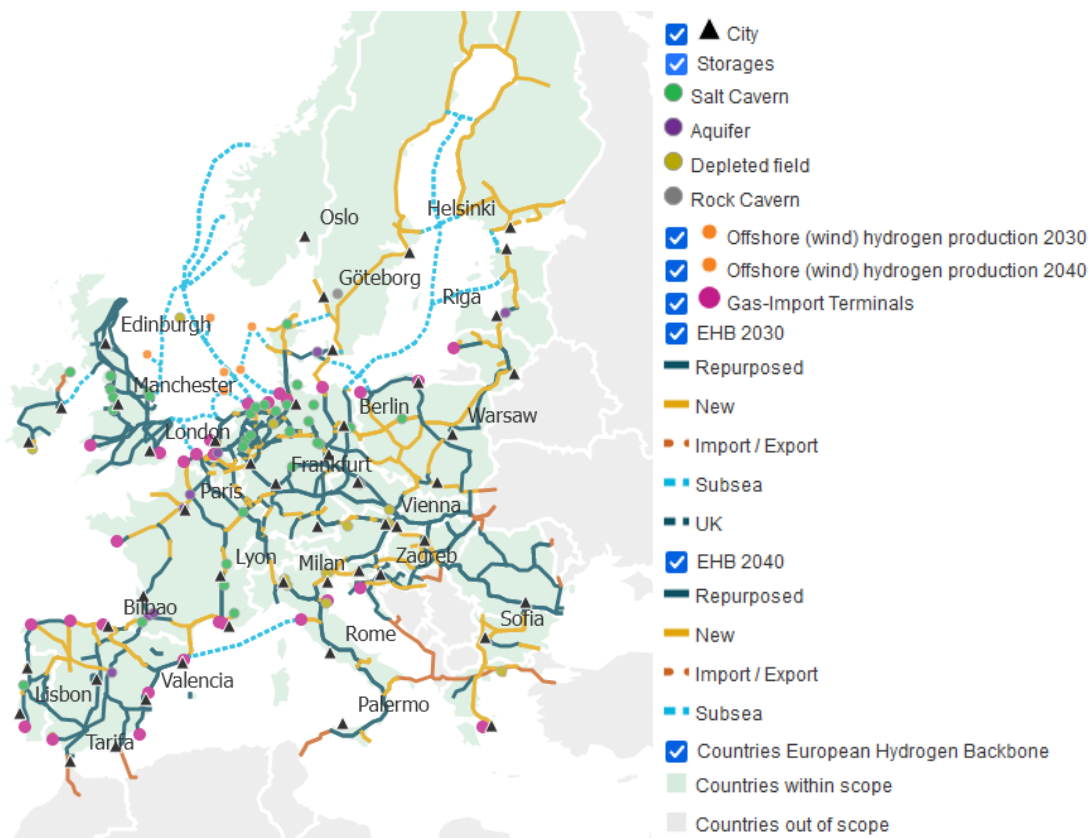 Oslo
Helsinki
Göteborg
Riga
Edinburgh
Manchester
Berlin
Warsaw
London
Frankfurt
Paris
Vienna
Lyon
Milan
Zagreb
Bilbao
Sofia
Rome
Valencia
Lisbon
Palermo
Tarifa
City
Storages
Salt Cavern
Aquifer
Depleted field
Rock Cavern
Offshore (wind) hydrogen production 2030
Offshore (wind) hydrogen production 2040
Gas-Import Terminals
EHB 2030
Repurposed
New
Import / Export
Subsea
UK
EHB 2040
Repurposed
New
Import / Export
Subsea
Countries European Hydrogen Backbone
Countries within scope
Countries out of scope